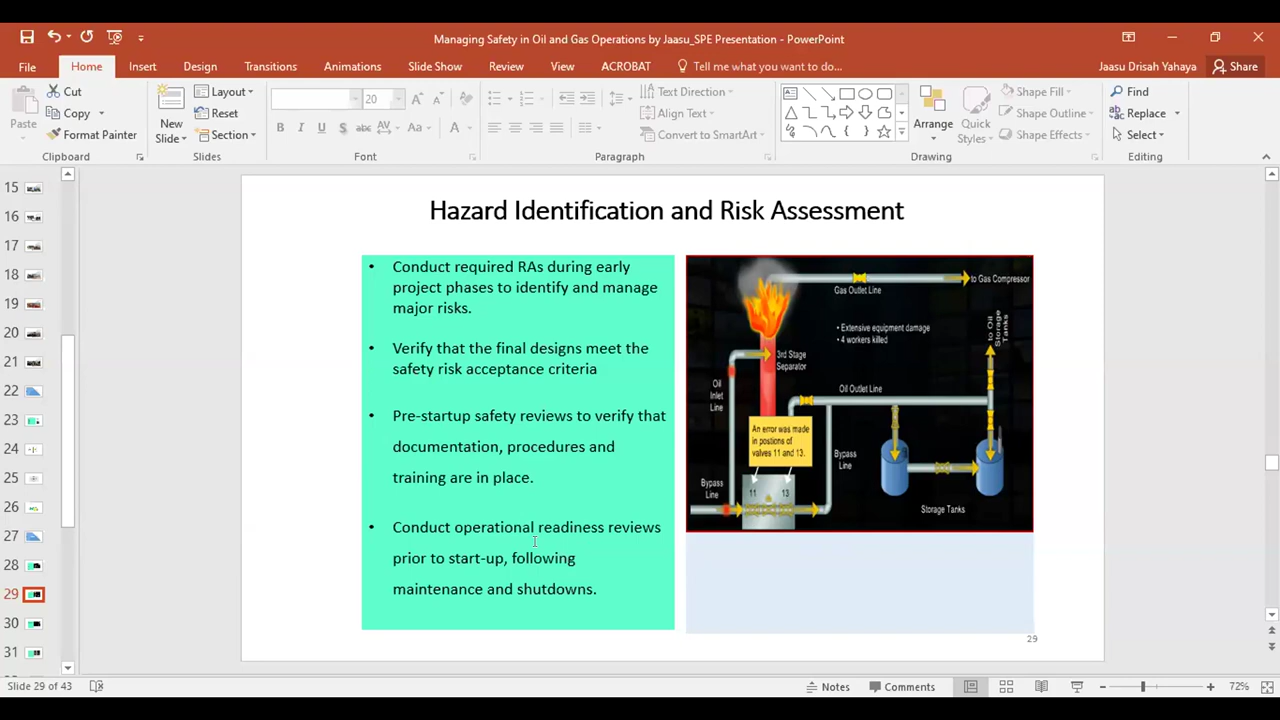 Managing Safety in Oil and Gas Operations by Jaasu_SPE Presentation - PowerPoint
File
Home
Insert
Design
Transitions
Animations
Slide Show
Review
View
ACROBAT
Tell me what you want to do...
Jaasu Drisah Yahaya
Share
Paste
Cut
Copy
Format Painter
Clipboard
New
Slide
Layout
Reset
Section
Slides
20
Font
Text Direction
Align Text
Convert to SmartArt
Paragraph
Arrange
Quick
Styles
Shape Fill
Shape Outline
Shape Effects
Drawing
Find
Replace
Select
Editing
15
16
17
18
19
20
21
22
23
24
25
26
27
28
29
30
31
Hazard Identification and Risk Assessment
• Conduct required RAs during early
project phases to identify and manage
major risks.
• Verify that the final designs meet the
safety risk acceptance criteria
• Pre-startup safety reviews to verify that
documentation, procedures and
training are in place.
• Conduct operational readiness reviews
prior to start-up, following
maintenance and shutdowns.
Gas Outlet Line
to Gas Compressor
• Extensive equipment damage
• 4 workers killed
to Oil
Storage
Tanks
3rd Stage
Separator
Oil
Inlet
Line
Oil Outlet Line
An error was made
in postions of
valves 11 and 13.
Bypass
Line
Bypass
Line
11
13
Storage Tanks
29
Slide 29 of 43
Notes
Comments
72%